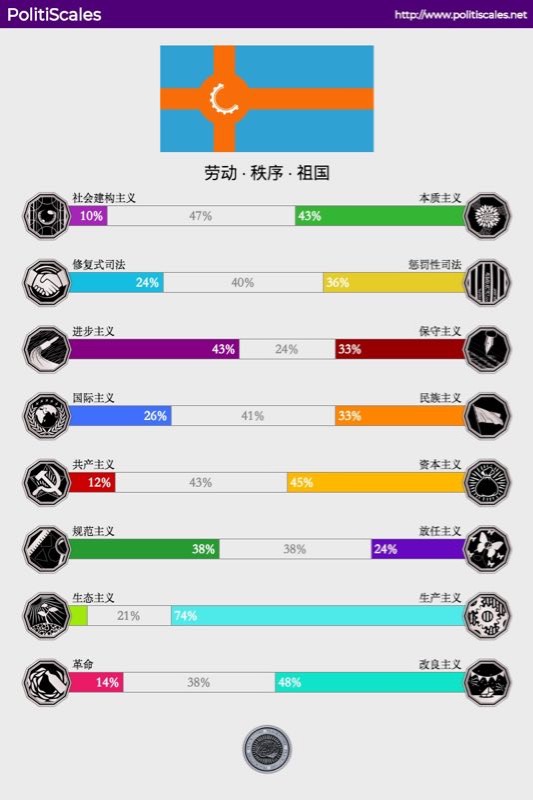 PolitiScales http://www.politiscales.net
劳动 · 秩序 · 祖国
社会建构主义 本质主义
10% 47% 43%
修复式司法 惩罚性司法
24% 40% 36%
进步主义 保守主义
43% 24% 33%
国际主义 民族主义
26% 41% 33%
共产主义 资本主义
12% 43% 45%
规范主义 放任主义
38% 38% 24%
生态主义 生产主义
21% 74%
革命 改良主义
14% 38% 48%